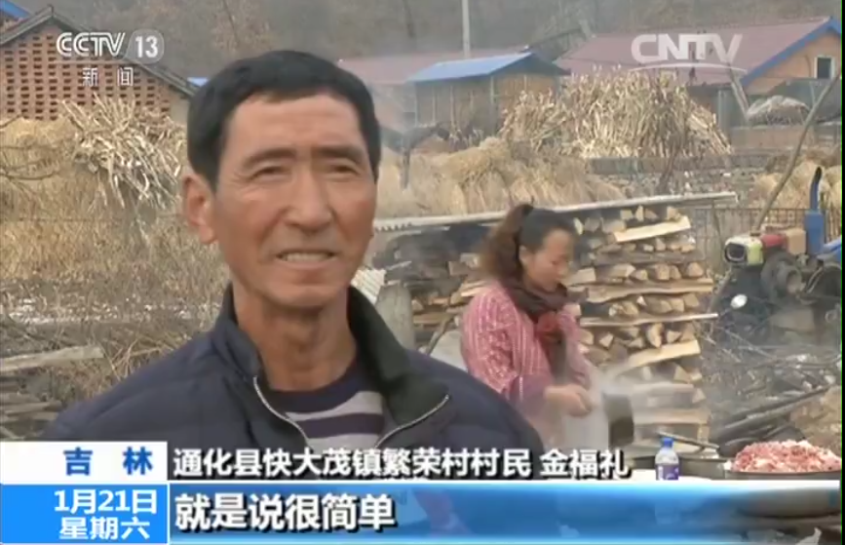 CCTV 13
新闻
CNTV
吉林 通化县快大茂镇繁荣村村民 金福礼
1月21日
星期六
就是说很简单